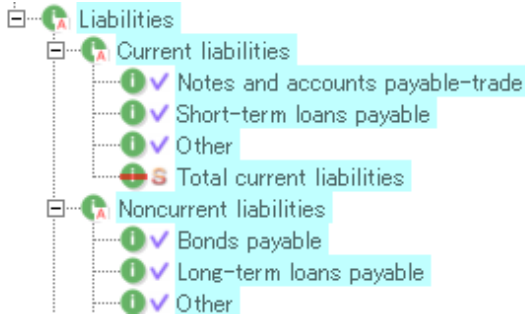 Liabilities
Current liabilities
Notes and accounts payable-trade
Short-term loans payable
Other
S Total current liabilities
Noncurrent liabilities
Bonds payable
Long-term loans payable
Other